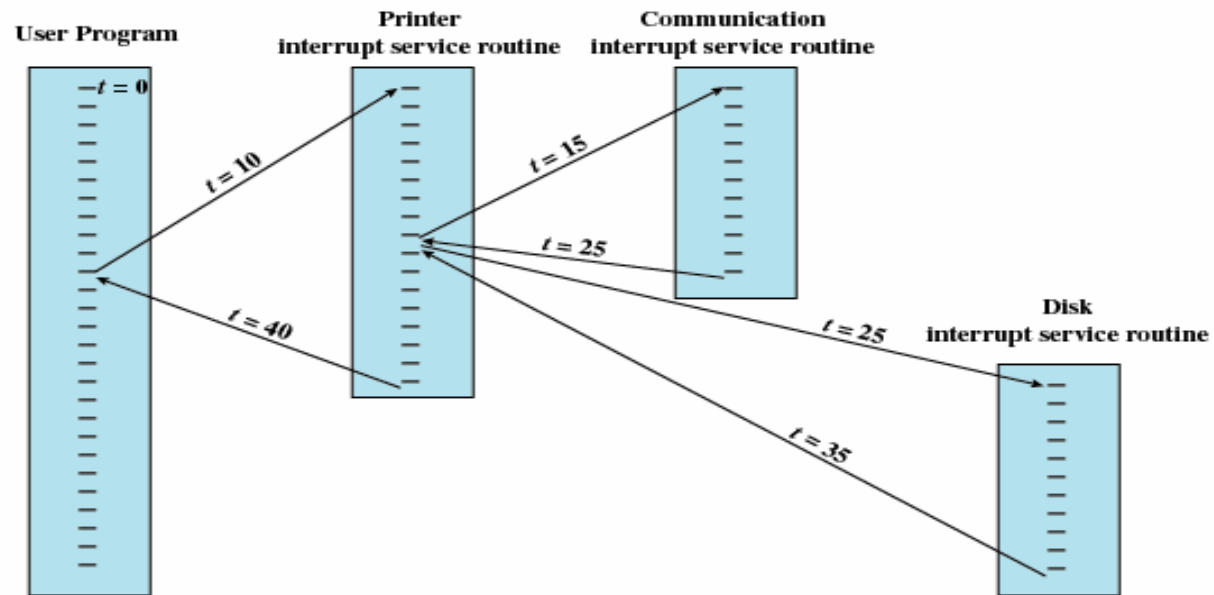 User Program
Printer
interrupt service routine
Communication
interrupt service routine
t = 0
t = 10
t = 15
t = 25
t = 40
t = 25
Disk
interrupt service routine
t = 35